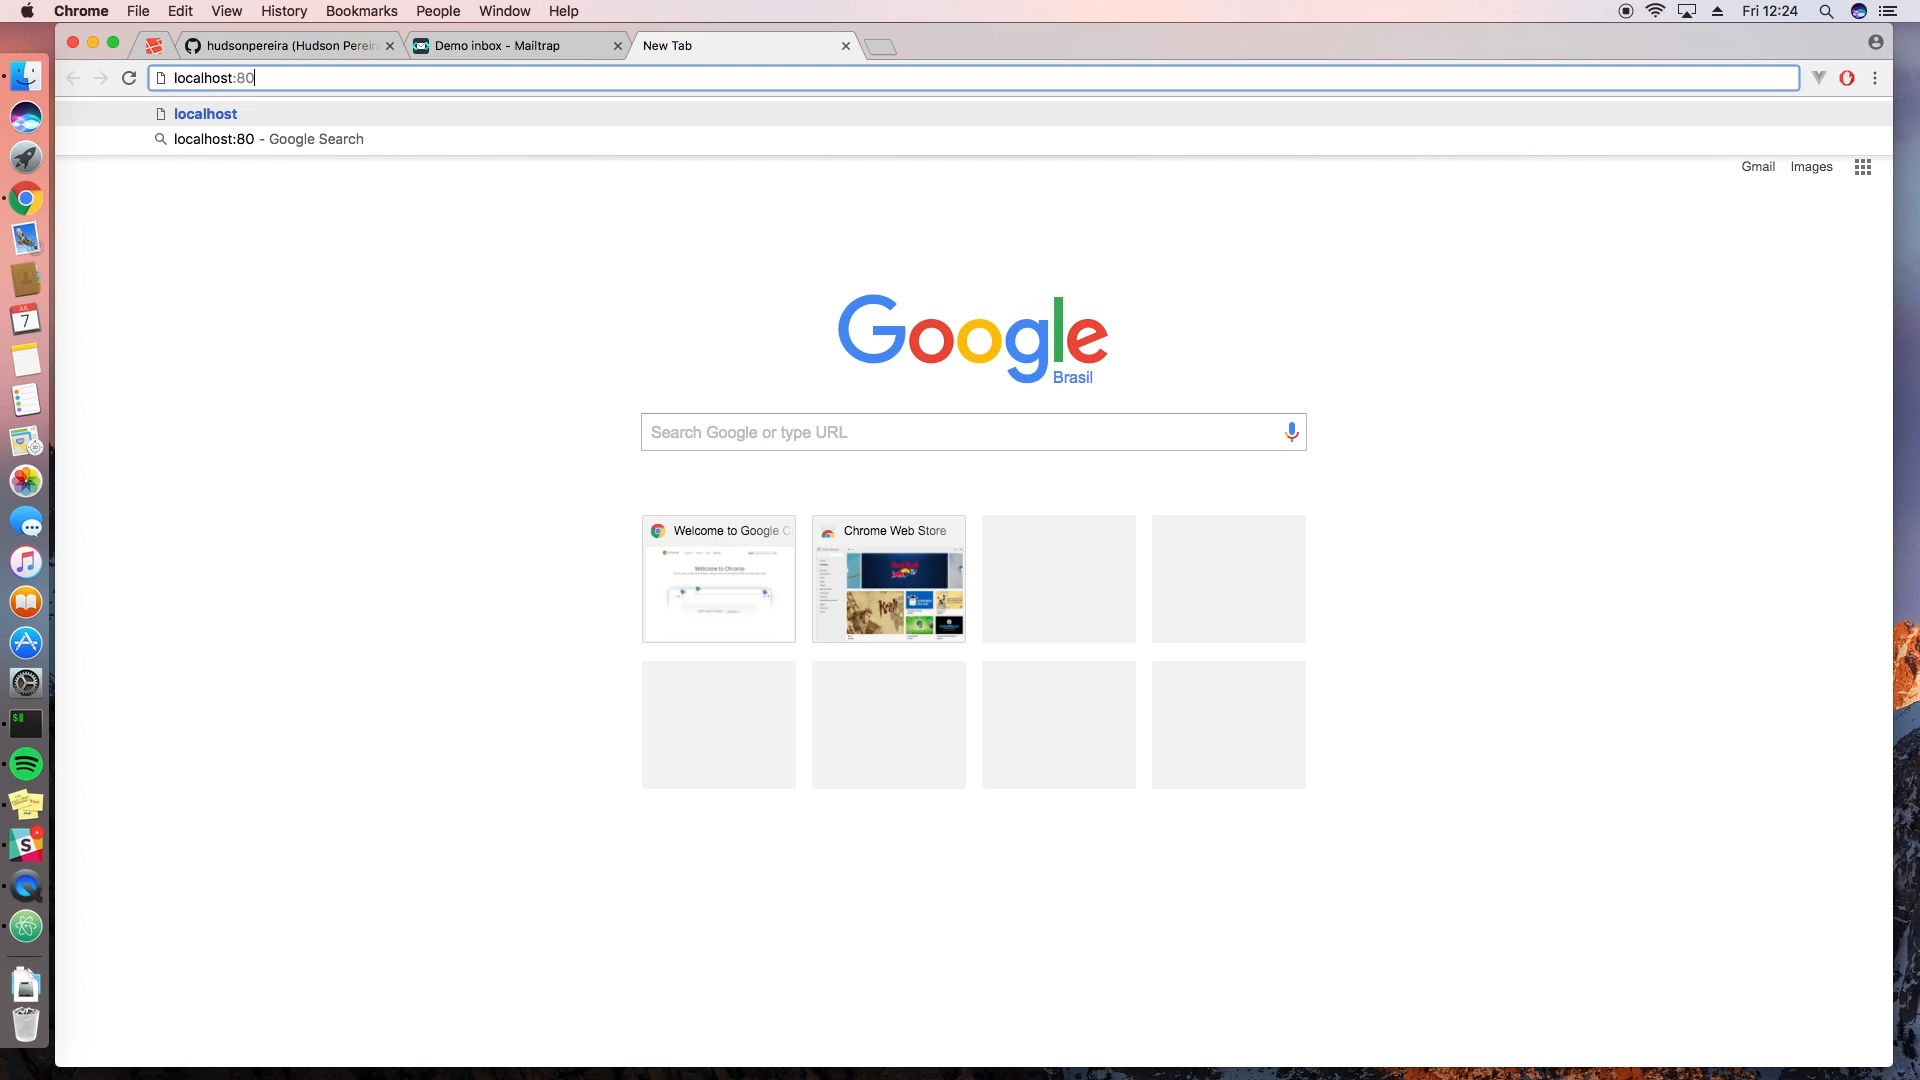 Chrome File Edit View History Bookmarks People Window Help Fri 12:24
hudsonpereira (Hudson Pereir
Demo inbox - Mailtrap
New Tab
localhost:80
localhost
localhost:80 - Google Search
Gmail Images
JUL
7
Google
Brasil
Search Google or type URL
Welcome to Google C
Chrome Web Store
Welcome to Chrome
$
S